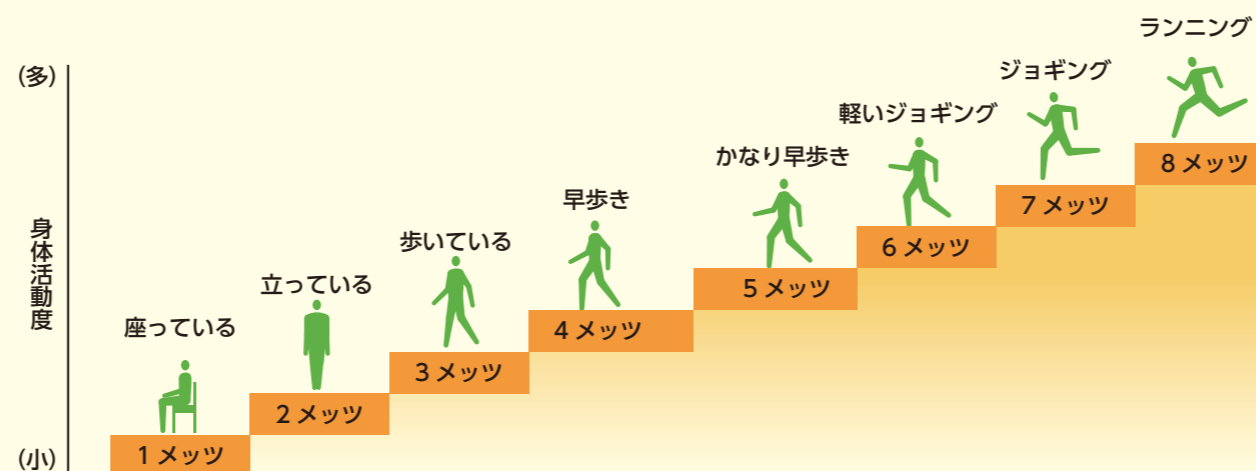 (多)
身体活動度
(小)
座っている
1メッツ
立っている
2メッツ
歩いている
3メッツ
早歩き
4メッツ
かなり早歩き
5メッツ
軽いジョギング
6メッツ
ジョギング
7メッツ
ランニング
8メッツ